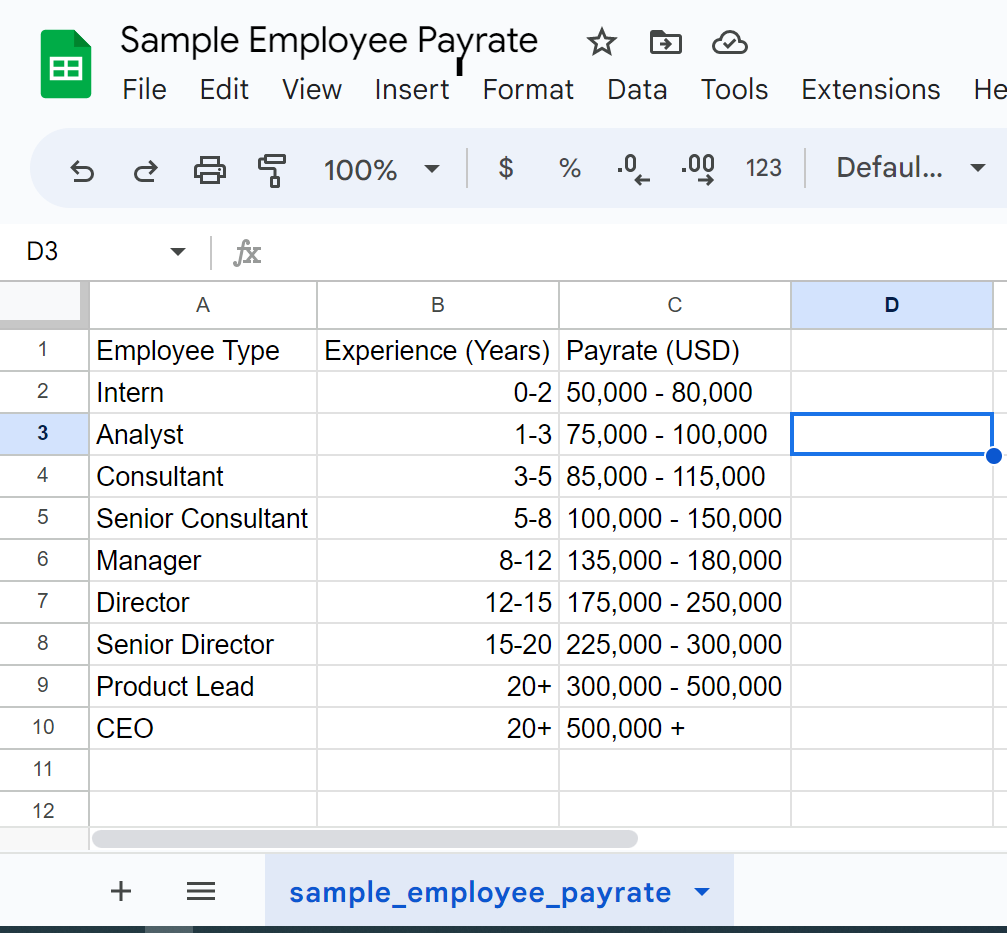 Sample Employee Payrate
File Edit View Insert Format Data Tools Extensions He
100% $ % .0 .00 123 Defaul...
D3 fx
A B C D
1 Employee Type Experience (Years) Payrate (USD)
2 Intern 0-2 50,000 - 80,000
3 Analyst 1-3 75,000 - 100,000
4 Consultant 3-5 85,000 - 115,000
5 Senior Consultant 5-8 100,000 - 150,000
6 Manager 8-12 135,000 - 180,000
7 Director 12-15 175,000 - 250,000
8 Senior Director 15-20 225,000 - 300,000
9 Product Lead 20+ 300,000 - 500,000
10 CEO 20+ 500,000 +
11
12
sample_employee_payrate